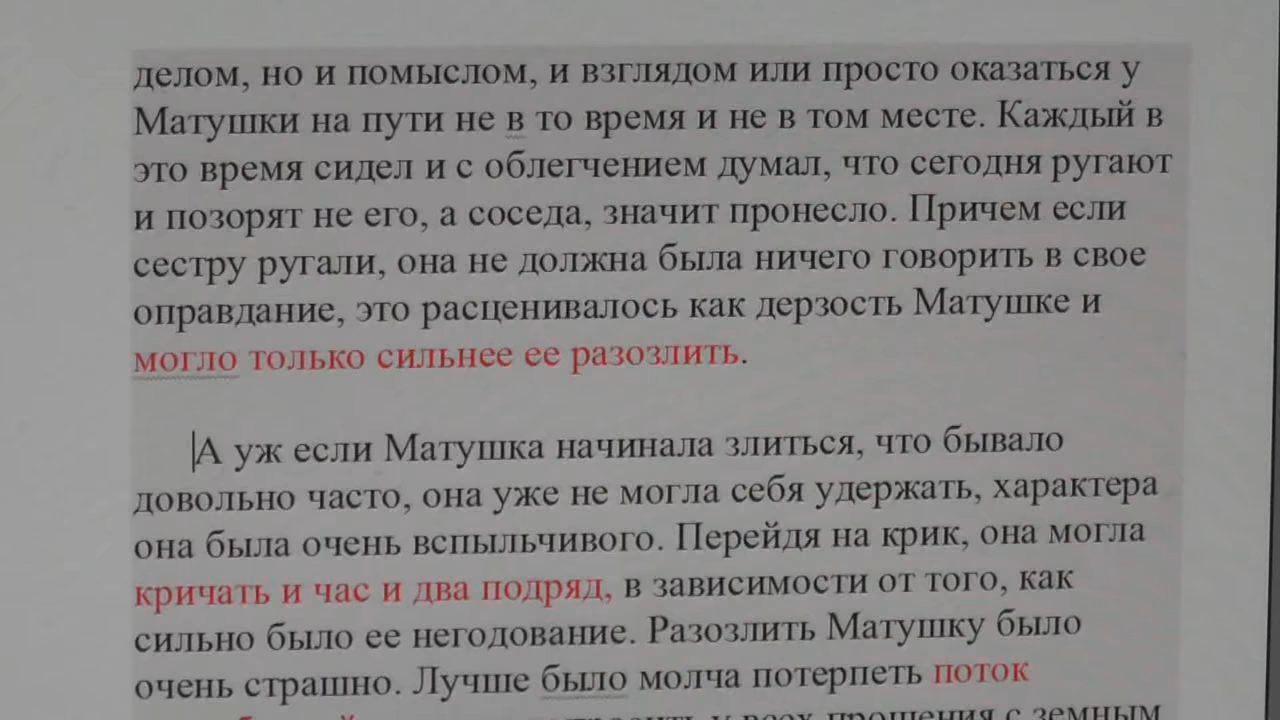 делом, но и помыслом, и взглядом или просто оказаться у
Матушки на пути не в то время и не в том месте. Каждый в
это время сидел и с облегчением думал, что сегодня ругают
и позорят не его, а соседа, значит пронесло. Причем если
сестру ругали, она не должна была ничего говорить в свое
оправдание, это расценивалось как дерзость Матушке и
могло только сильнее ее разозлить.
А уж если Матушка начинала злиться, что бывало
довольно часто, она уже не могла себя удержать, характера
она была очень вспыльчивого. Перейдя на крик, она могла
кричать и час и два подряд, в зависимости от того, как
сильно было ее негодование. Разозлить Матушку было
очень страшно. Лучше было молча потерпеть поток
у всех прощения с земным